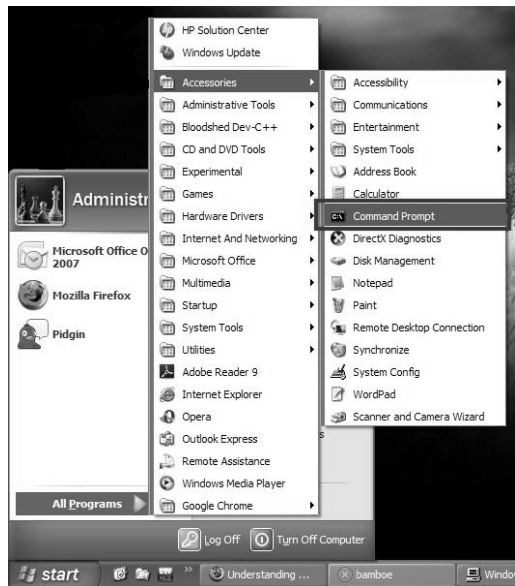 HP Solution Center
Windows Update
Accessories
Administrative Tools
Bloodshed Dev-C++
CD and DVD Tools
Experimental
Games
Hardware Drivers
Internet And Networking
Microsoft Office
Multimedia
Startup
System Tools
Utilities
Adobe Reader 9
Internet Explorer
Opera
Outlook Express
Remote Assistance
Windows Media Player
Google Chrome
Accessibility
Communications
Entertainment
System Tools
Address Book
Calculator
Command Prompt
DirectX Diagnostics
Disk Management
Notepad
Paint
Remote Desktop Connection
Synchronize
System Config
WordPad
Scanner and Camera Wizard
Administr
Microsoft Office O
2007
Mozilla Firefox
Pidgin
s
All Programs
Log Off
Turn Off Computer
start
Understanding ...
bamboe
Window